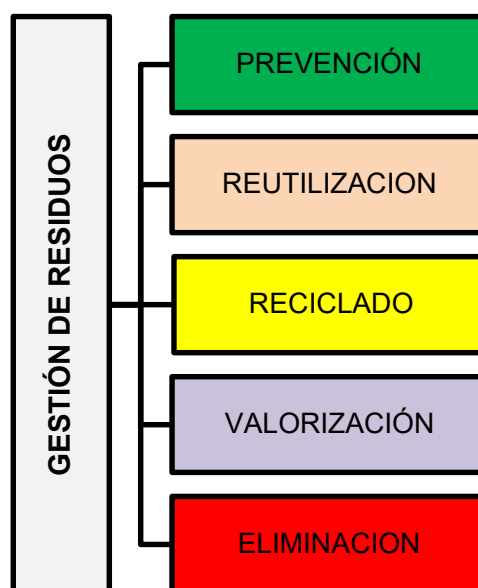 GESTIÓN DE RESIDUOS
PREVENCIÓN
REUTILIZACION
RECICLADO
VALORIZACIÓN
ELIMINACION